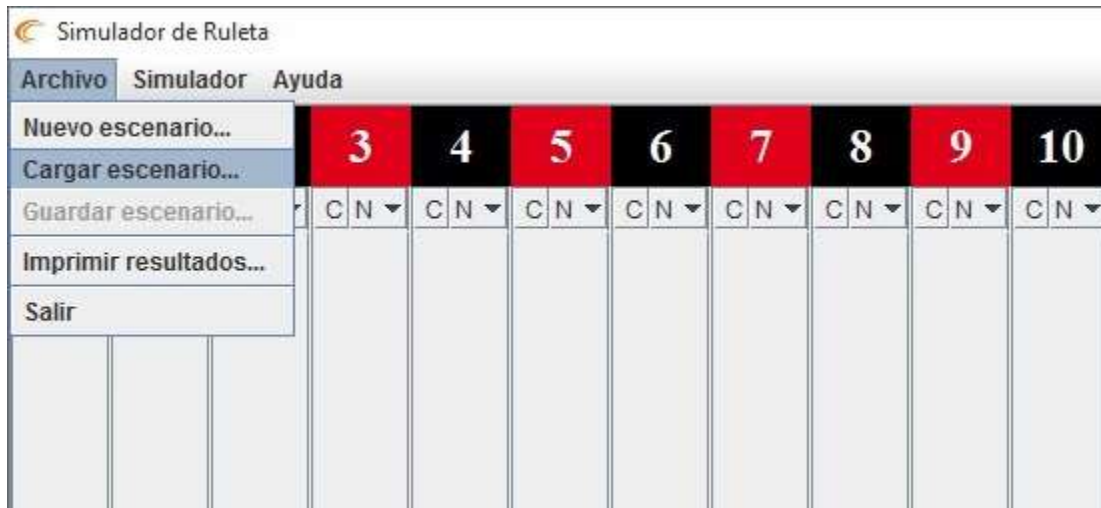 Simulador de Ruleta
Archivo Simulador Ayuda
Nuevo escenario...
Cargar escenario...
Guardar escenario...
Imprimir resultados...
Salir
3 4 5 6 7 8 9 10
C N C N C N C N C N C N C N C N